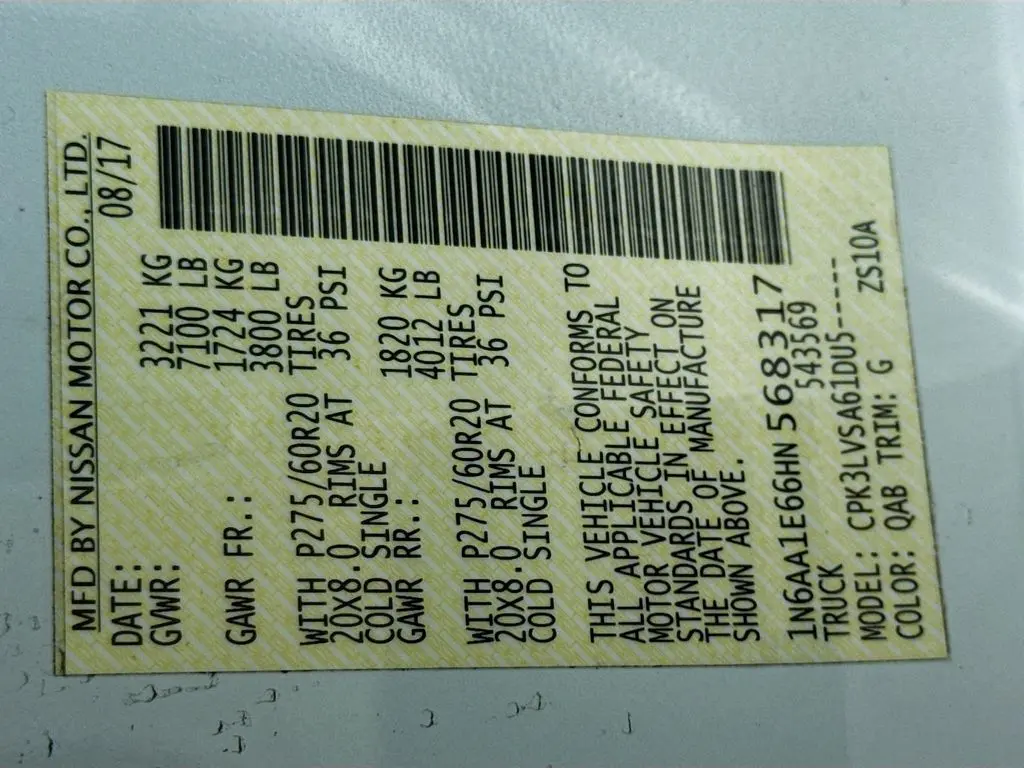 MFD BY NISSAN MOTOR CO., LTD.
DATE: 08/17
GVWR: 3221 KG
7100 LB
GAWR FR.: 1724 KG
3800 LB
WITH P275/60R20 TIRES
20X8.0 RIMS AT 36 PSI
COLD SINGLE
GAWR RR.: 1820 KG
4012 LB
WITH P275/60R20 TIRES
20X8.0 RIMS AT 36 PSI
COLD SINGLE
THIS VEHICLE CONFORMS TO
ALL APPLICABLE FEDERAL
MOTOR VEHICLE SAFETY
STANDARDS IN EFFECT ON
THE DATE OF MANUFACTURE
SHOWN ABOVE.
1N6AA1E66HN568317
TRUCK 543569
MODEL: CPK3LVSA61DUS-----
COLOR: QAB TRIM: G ZS10A